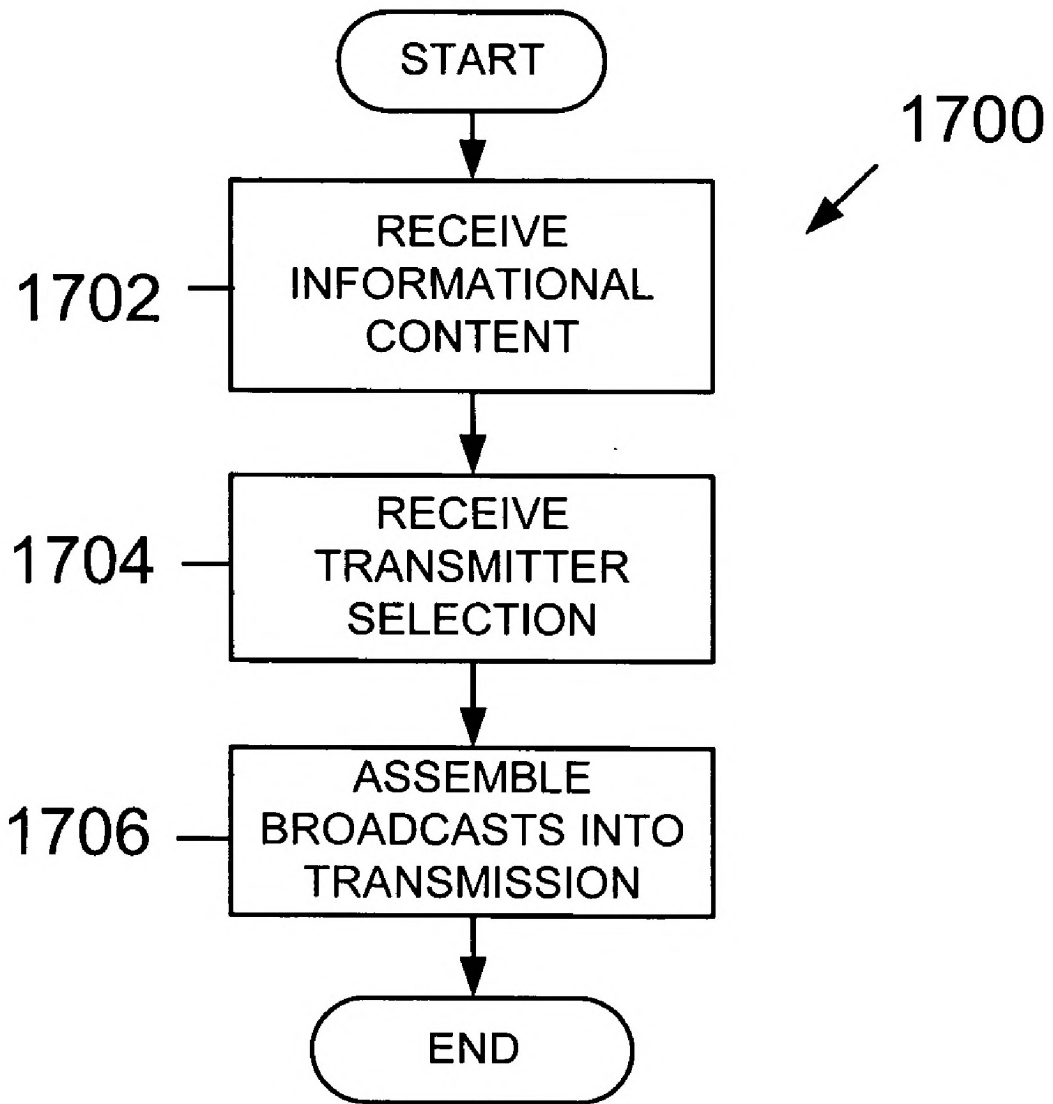 START
1700
RECEIVE
INFORMATIONAL
CONTENT
1702
RECEIVE
TRANSMITTER
SELECTION
1704
ASSEMBLE
BROADCASTS INTO
TRANSMISSION
1706
END